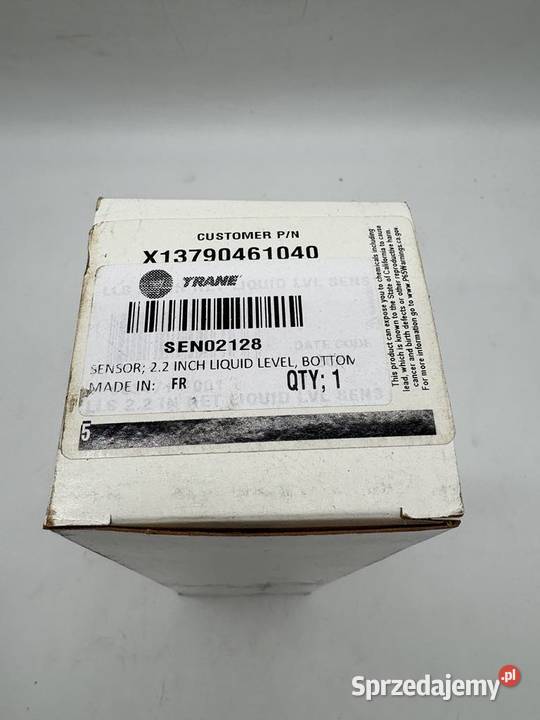 CUSTOMER P/N
X13790461040
TRANE
SEN02128
SENSOR; 2.2 INCH LIQUID LEVEL, BOTTOM
MADE IN: FR QTY; 1
5
This product can expose you to chemicals including
lead, which is known to the State of California to cause
cancer and birth defects or other reproductive harm.
For more information go to www.P65Warnings.ca.gov
Sprzedajemy.pl